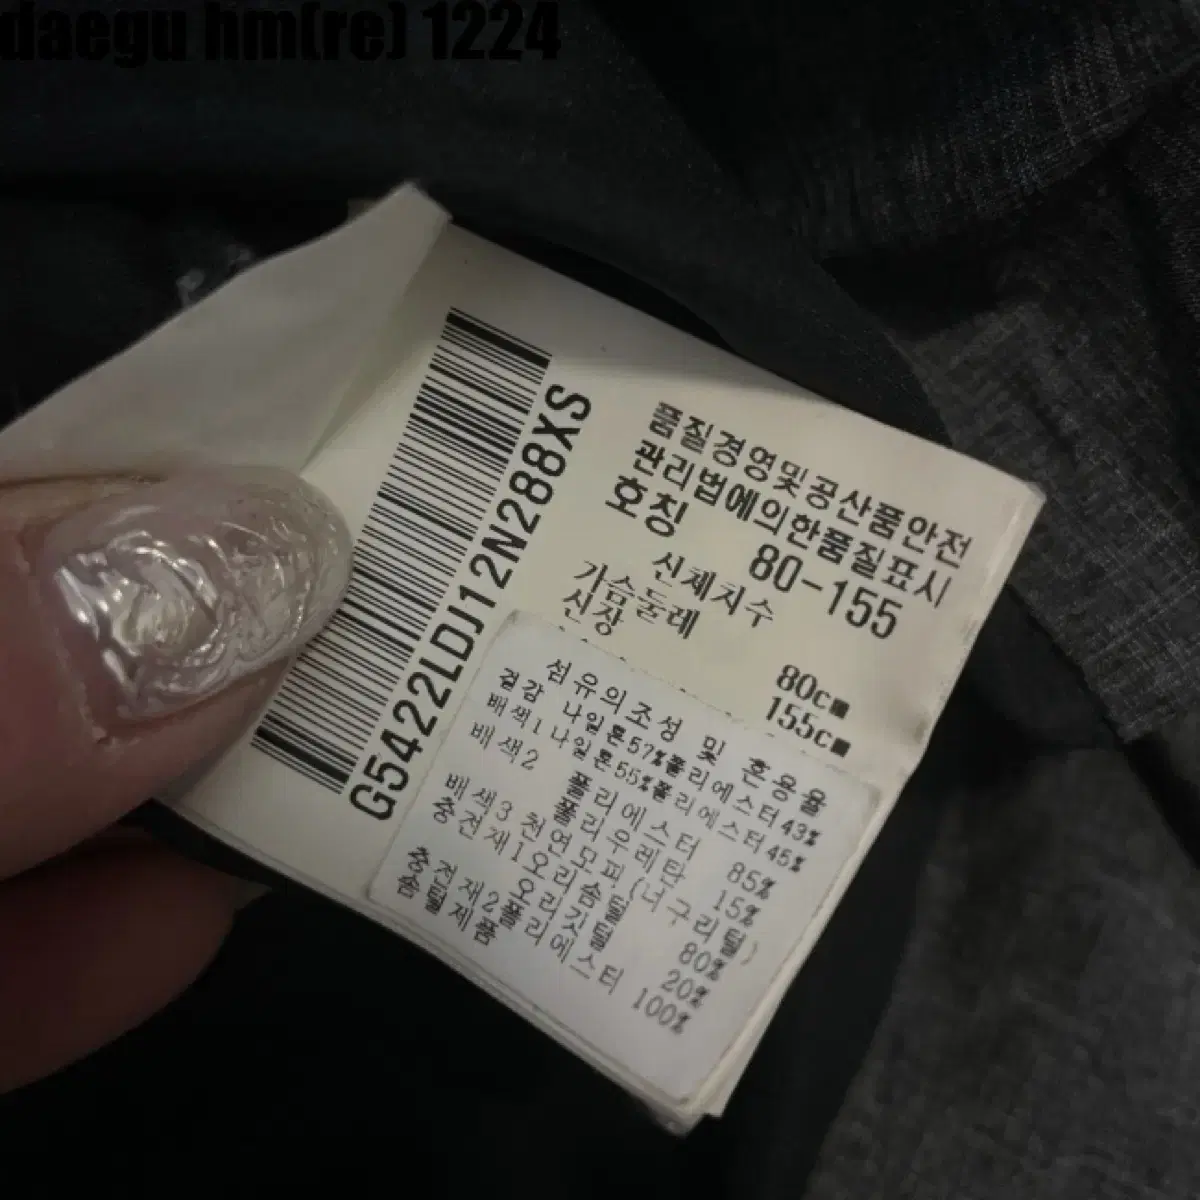 daegu hm(re) 1224
G5422LDJ12N288XS
품질경영및공산품안전
관리법에의한품질표시
호칭 80-155
신체치수
가슴둘레 80cm
신장 155cm
섬유의조성 및 혼용율
겉감 나일론57%폴리에스터43%
배색1나일론55%폴리에스터45%
배색2 폴리에스터 85%
폴리우레탄 15%
배색3 천연모피(너구리털)
충전재1오리솜털 80%
오리깃털 20%
충전재2폴리에스터 100%
솜털제품